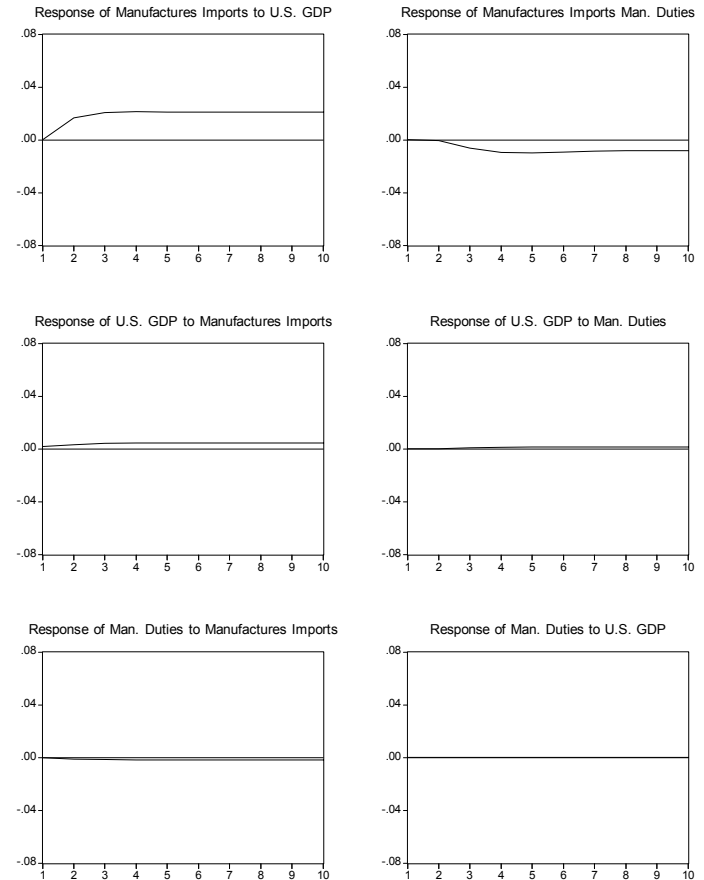 Response of Manufactures Imports to U.S. GDP
.08
.04
.00
-.04
-.08
1 2 3 4 5 6 7 8 9 10
Response of Manufactures Imports Man. Duties
.08
.04
.00
-.04
-.08
1 2 3 4 5 6 7 8 9 10
Response of U.S. GDP to Manufactures Imports
.08
.04
.00
-.04
-.08
1 2 3 4 5 6 7 8 9 10
Response of U.S. GDP to Man. Duties
.08
.04
.00
-.04
-.08
1 2 3 4 5 6 7 8 9 10
Response of Man. Duties to Manufactures Imports
.08
.04
.00
-.04
-.08
1 2 3 4 5 6 7 8 9 10
Response of Man. Duties to U.S. GDP
.08
.04
.00
-.04
-.08
1 2 3 4 5 6 7 8 9 10